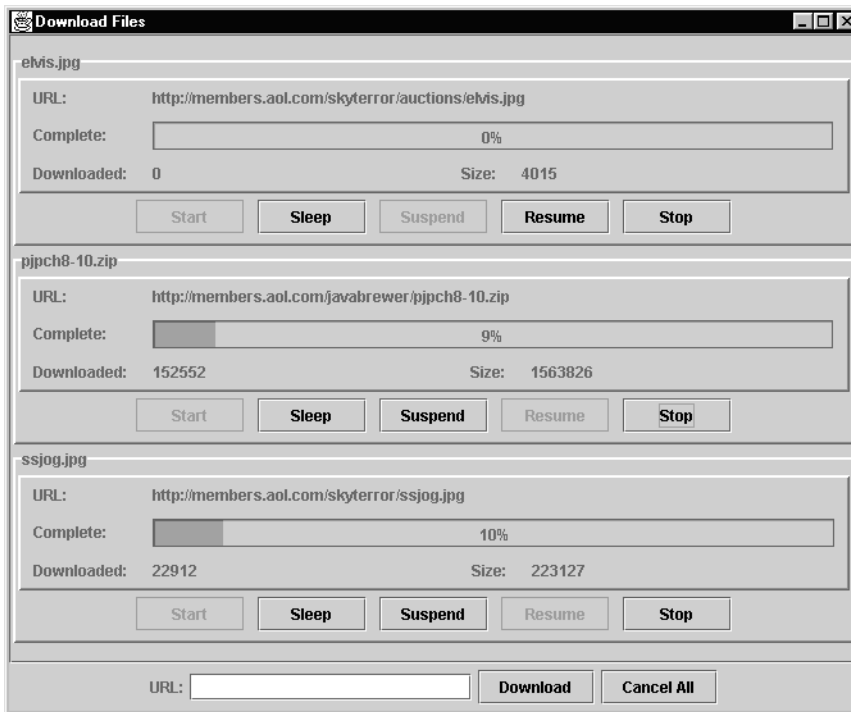 Download Files
elvis.jpg
URL: http://members.aol.com/skyterror/auctions/elvis.jpg
Complete: 0%
Downloaded: 0 Size: 4015
Start Sleep Suspend Resume Stop
pjpch8-10.zip
URL: http://members.aol.com/javabrewer/pjpch8-10.zip
Complete: 9%
Downloaded: 152552 Size: 1563826
Start Sleep Suspend Resume Stop
ssjog.jpg
URL: http://members.aol.com/skyterror/ssjog.jpg
Complete: 10%
Downloaded: 22912 Size: 223127
Start Sleep Suspend Resume Stop
URL: Download Cancel All